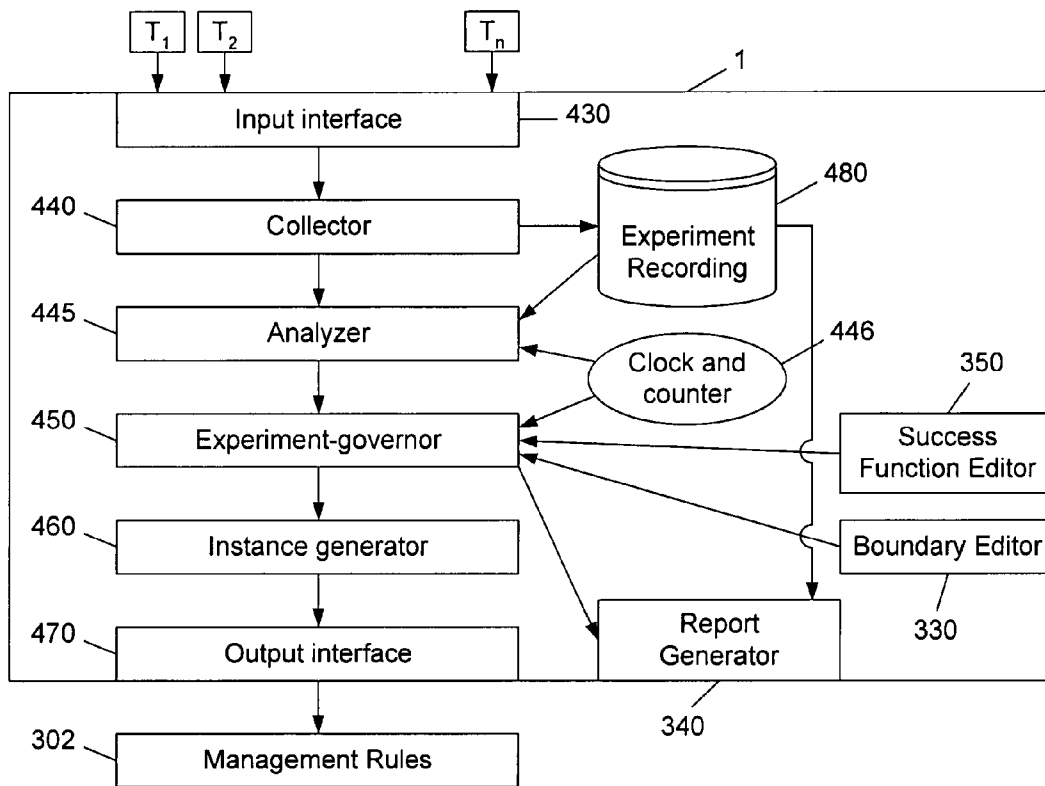 T1 T2 Tn
1
Input interface
430
480
440
Collector
Experiment
Recording
445
Analyzer
446
Clock and
counter
350
450
Experiment-governor
Success
Function Editor
460
Instance generator
Boundary Editor
470
Output interface
Report
Generator
330
340
302
Management Rules